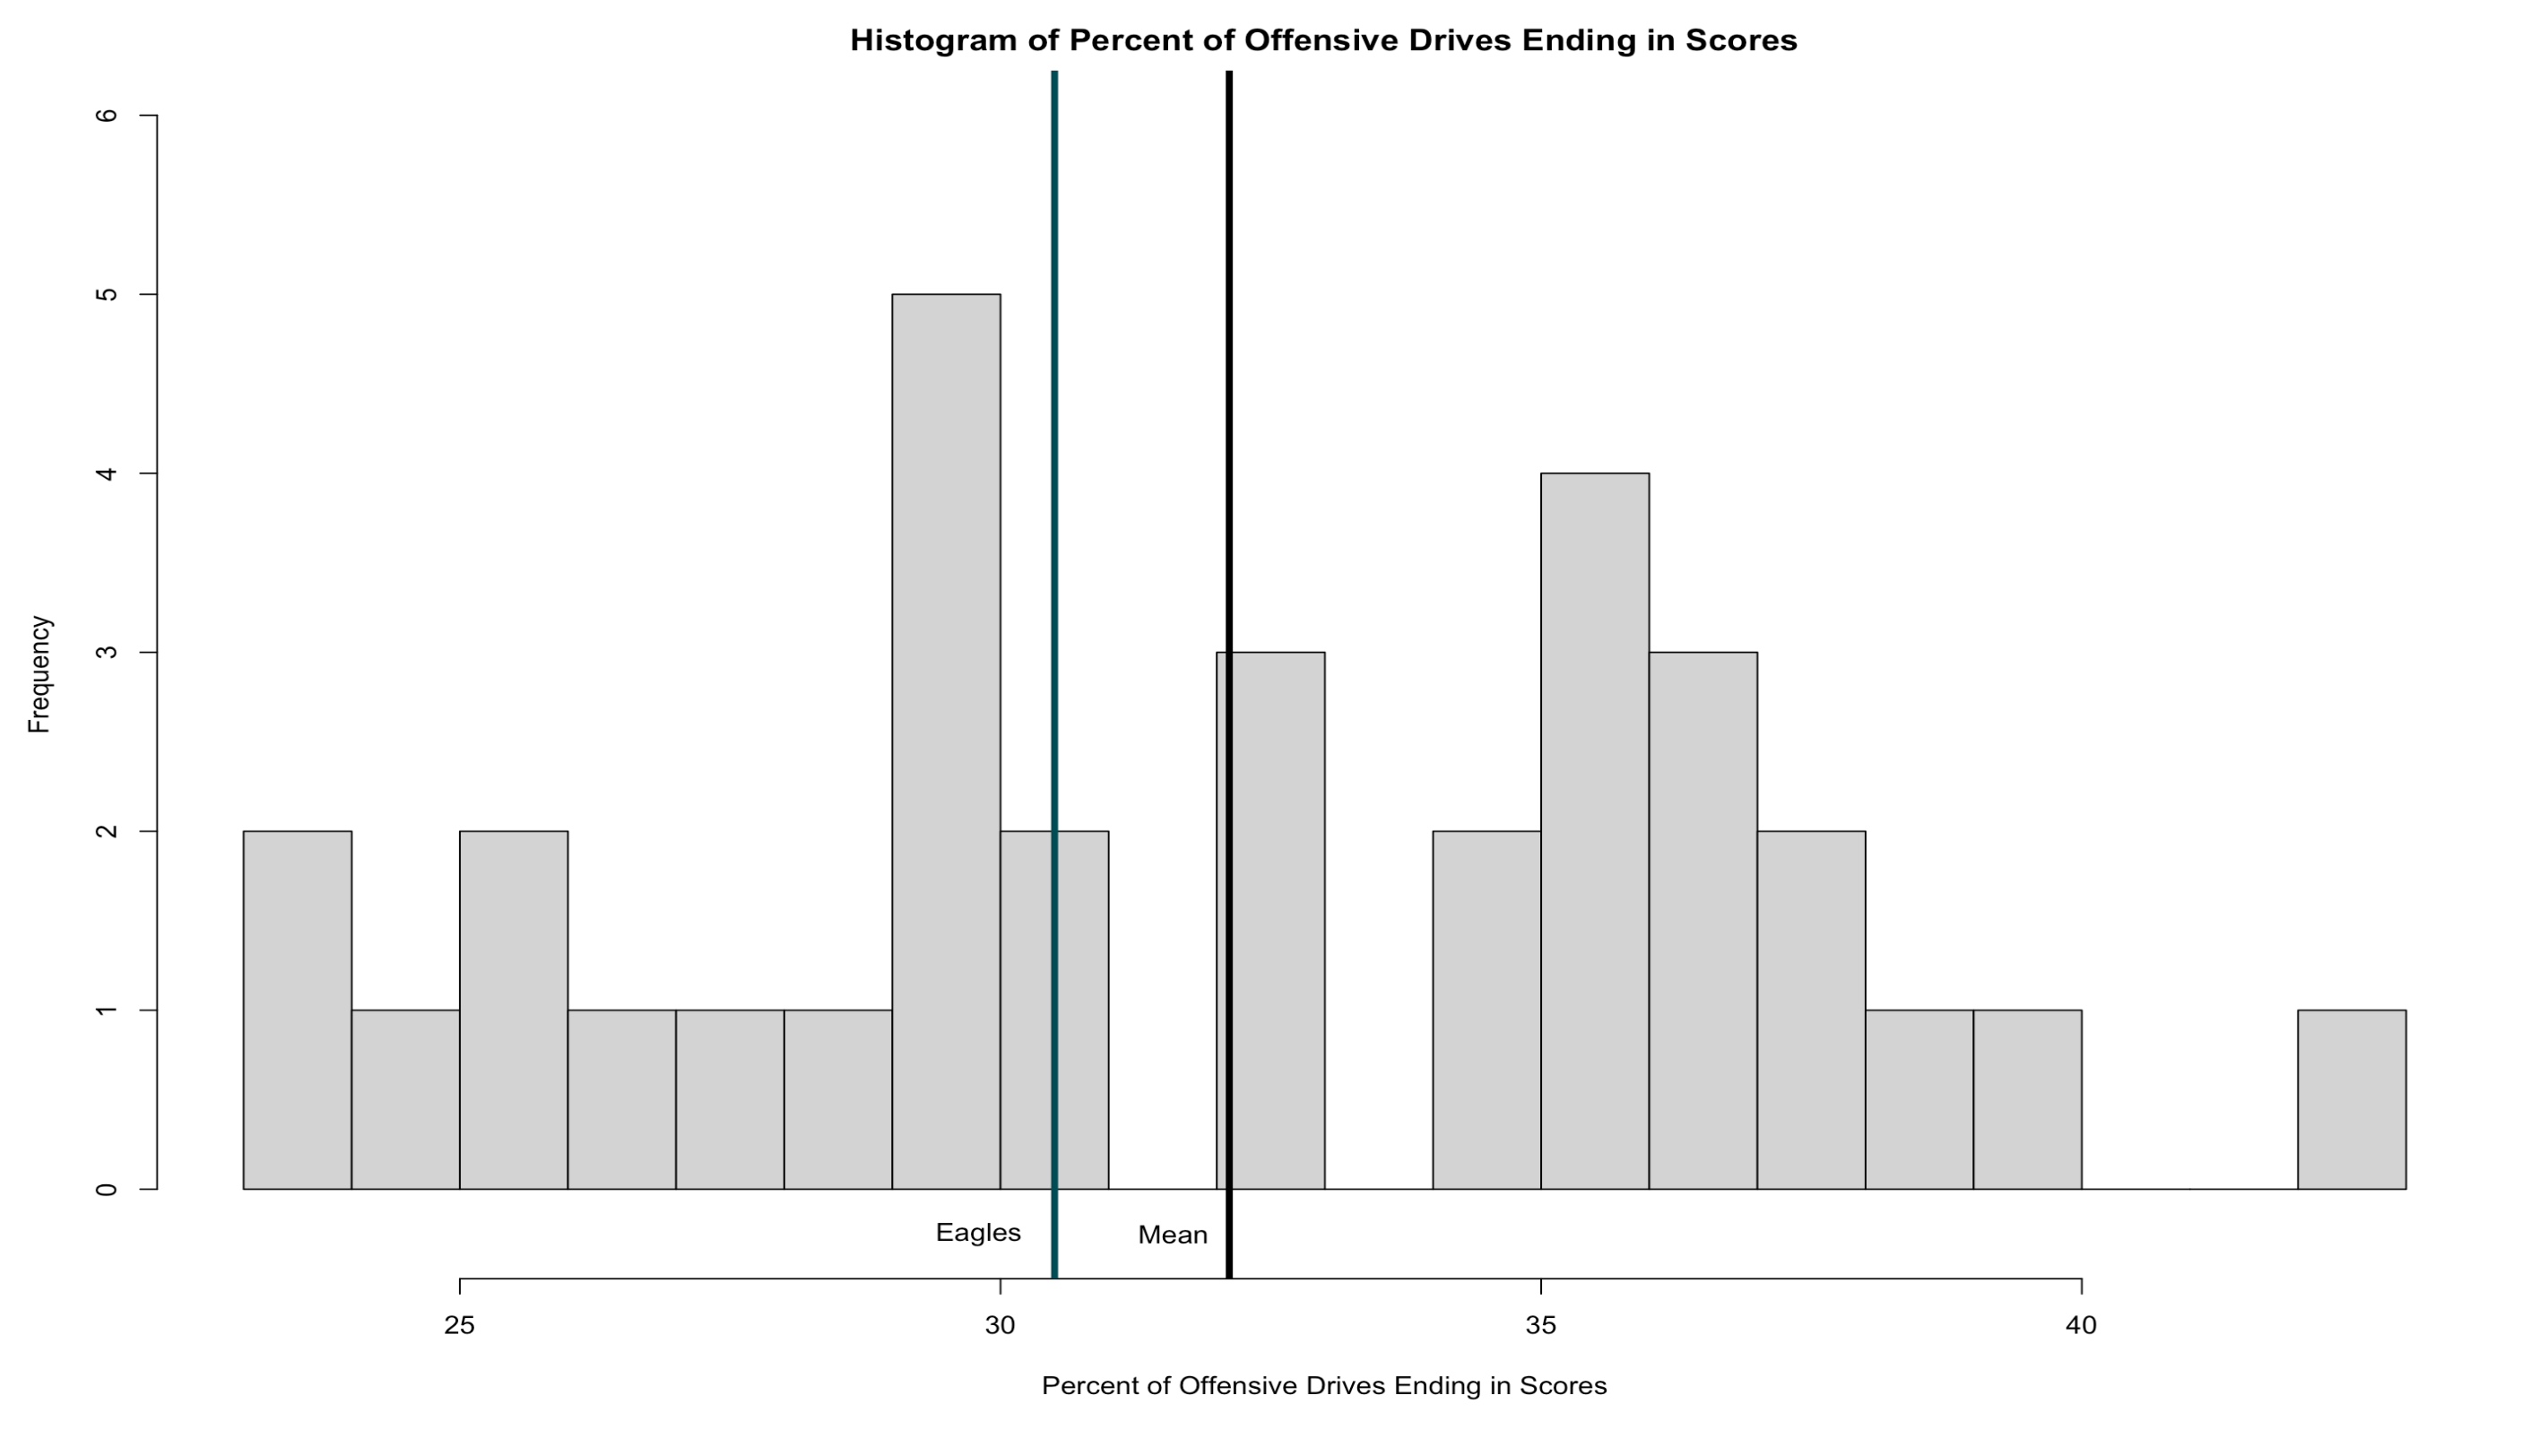 Histogram of Percent of Offensive Drives Ending in Scores
6
5
4
3
2
1
0
Frequency
Eagles
Mean
25 30 35 40
Percent of Offensive Drives Ending in Scores